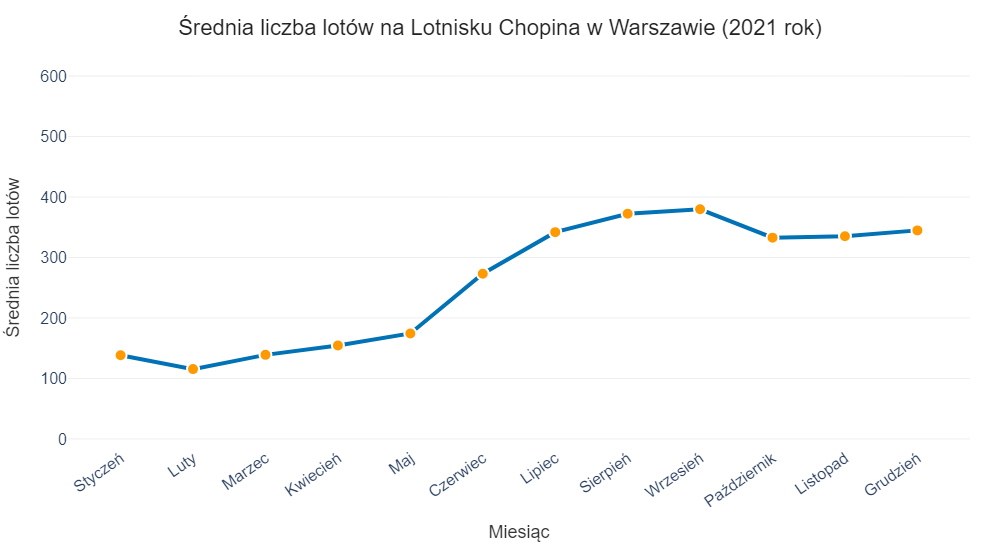 Średnia liczba lotów na Lotnisku Chopina w Warszawie (2021 rok)
600
500
400
300
200
100
0
Średnia liczba lotów
Styczeń
Luty
Marzec
Kwiecień
Maj
Czerwiec
Lipiec
Sierpień
Wrzesień
Październik
Listopad
Grudzień
Miesiąc